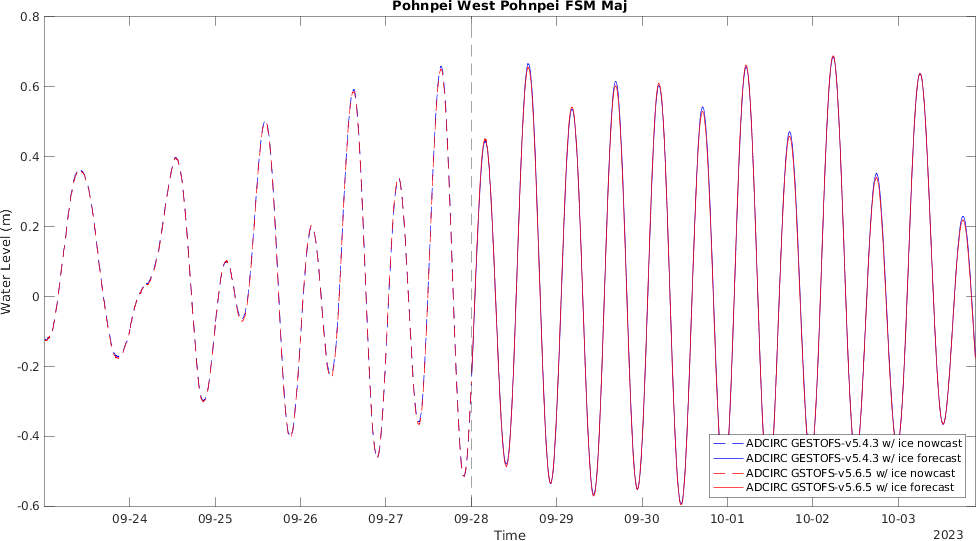 Pohnpei West Pohnpei FSM Maj
0.8
0.6
0.4
0.2
0
-0.2
-0.4
-0.6
Water Level (m)
ADCIRC GESTOFS-v5.4.3 w/ ice nowcast
ADCIRC GESTOFS-v5.4.3 w/ ice forecast
ADCIRC GSTOFS-v5.6.5 w/ ice nowcast
ADCIRC GSTOFS-v5.6.5 w/ ice forecast
09-24 09-25 09-26 09-27 09-28 09-29 09-30 10-01 10-02 10-03
Time
2023